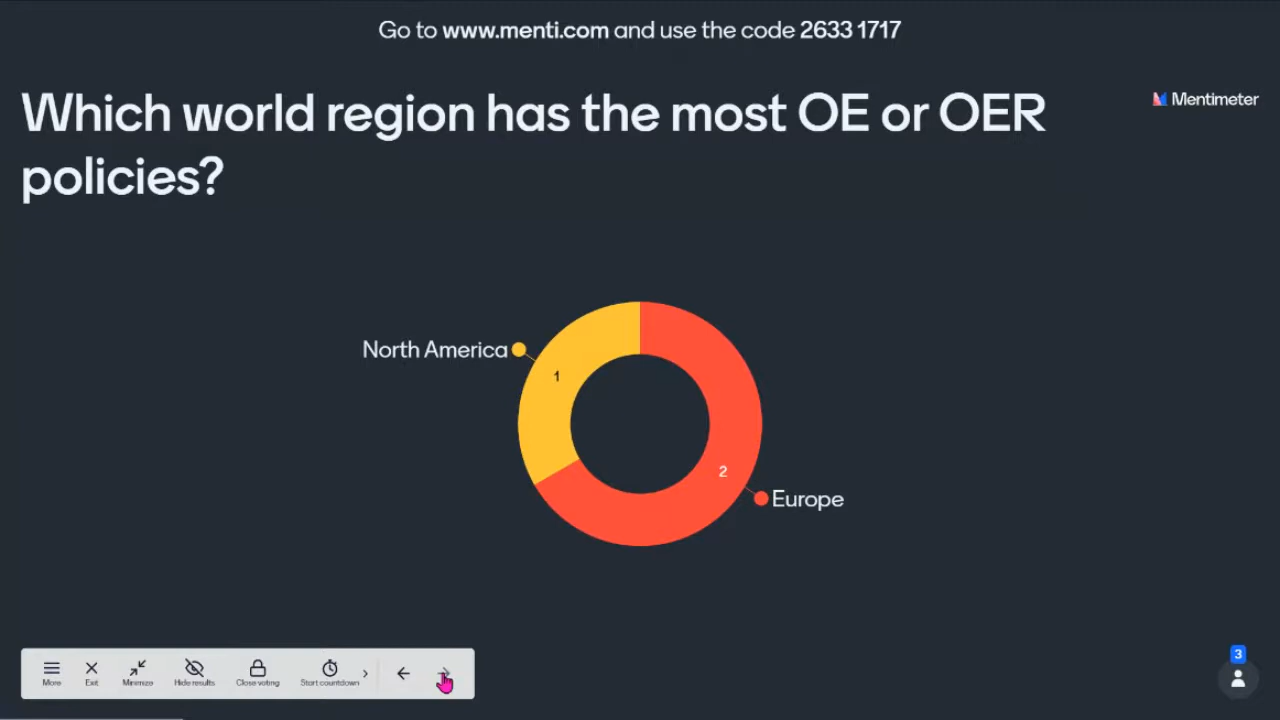 Go to www.menti.com and use the code 2633 1717
Which world region has the most OE or OER
policies?
Mentimeter
North America
1
2
Europe
More
Exit
Minimize
Hide results
Close voting
Start countdown
3